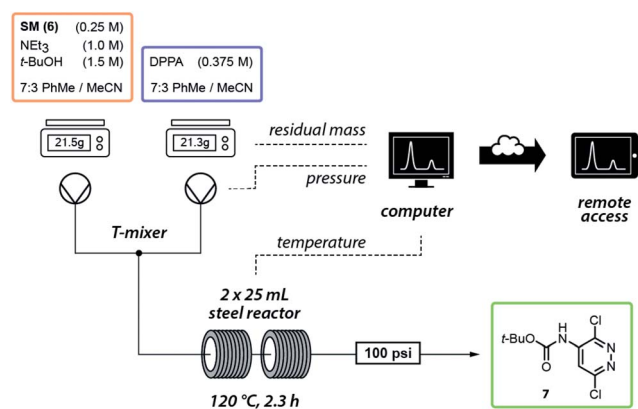 SM (6) (0.25 M)
NEt3 (1.0 M)
t-BuOH (1.5 M)
7:3 PhMe / MeCN
DPPA (0.375 M)
7:3 PhMe / MeCN
21.5g
21.3g
residual mass
pressure
computer
remote
access
T-mixer
temperature
2 x 25 mL
steel reactor
100 psi
120 °C, 2.3 h
Cl
H
t-BuO
N
N
N
O
Cl
7